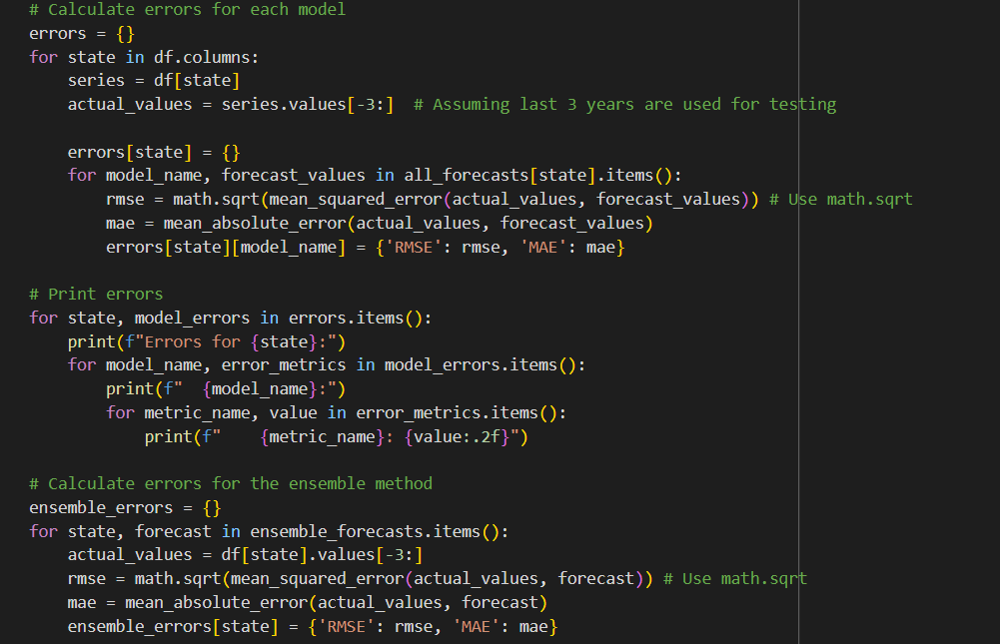 # Calculate errors for each model
errors = {}
for state in df.columns:
    series = df[state]
    actual_values = series.values[-3:]  # Assuming last 3 years are used for testing

    errors[state] = {}
    for model_name, forecast_values in all_forecasts[state].items():
        rmse = math.sqrt(mean_squared_error(actual_values, forecast_values)) # Use math.sqrt
        mae = mean_absolute_error(actual_values, forecast_values)
        errors[state][model_name] = {'RMSE': rmse, 'MAE': mae}

# Print errors
for state, model_errors in errors.items():
    print(f"Errors for {state}:")
    for model_name, error_metrics in model_errors.items():
        print(f"  {model_name}:")
        for metric_name, value in error_metrics.items():
            print(f"    {metric_name}: {value:.2f}")

# Calculate errors for the ensemble method
ensemble_errors = {}
for state, forecast in ensemble_forecasts.items():
    actual_values = df[state].values[-3:]
    rmse = math.sqrt(mean_squared_error(actual_values, forecast)) # Use math.sqrt
    mae = mean_absolute_error(actual_values, forecast)
    ensemble_errors[state] = {'RMSE': rmse, 'MAE': mae}